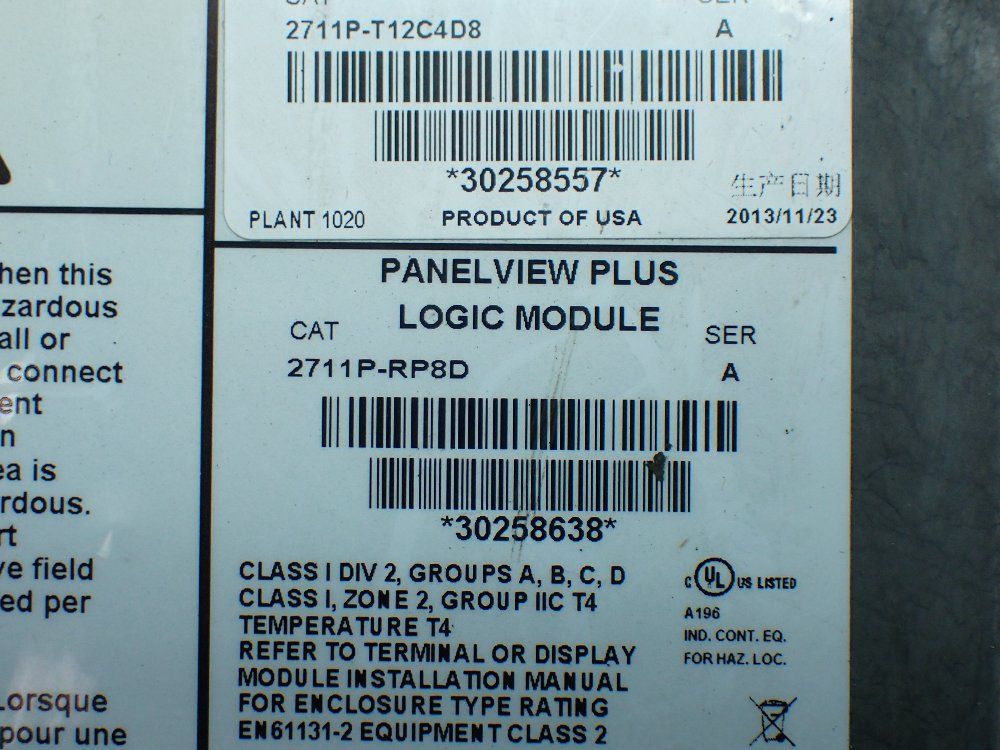 CAT SER
2711P-T12C4D8 A
*30258557*
生产日期
PLANT 1020 PRODUCT OF USA 2013/11/23
PANELVIEW PLUS
LOGIC MODULE
CAT SER
2711P-RP8D A
*30258638*
CLASS I DIV 2, GROUPS A, B, C, D
CLASS I, ZONE 2, GROUP IIC T4
TEMPERATURE T4
REFER TO TERMINAL OR DISPLAY
MODULE INSTALLATION MANUAL
FOR ENCLOSURE TYPE RATING
EN61131-2 EQUIPMENT CLASS 2
c UL US LISTED
A196
IND. CONT. EQ.
FOR HAZ. LOC.
hen this
zardous
all or
connect
ent
n
ea is
rdous.
rt
ve field
ed per
Lorsque
pour une